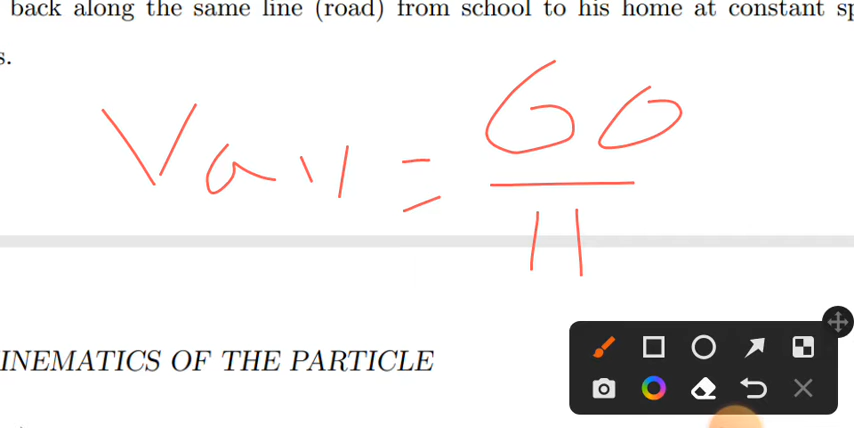 back along the same line (road) from school to his home at constant sp
s.
Vav = 60
11
INEMATICS OF THE PARTICLE